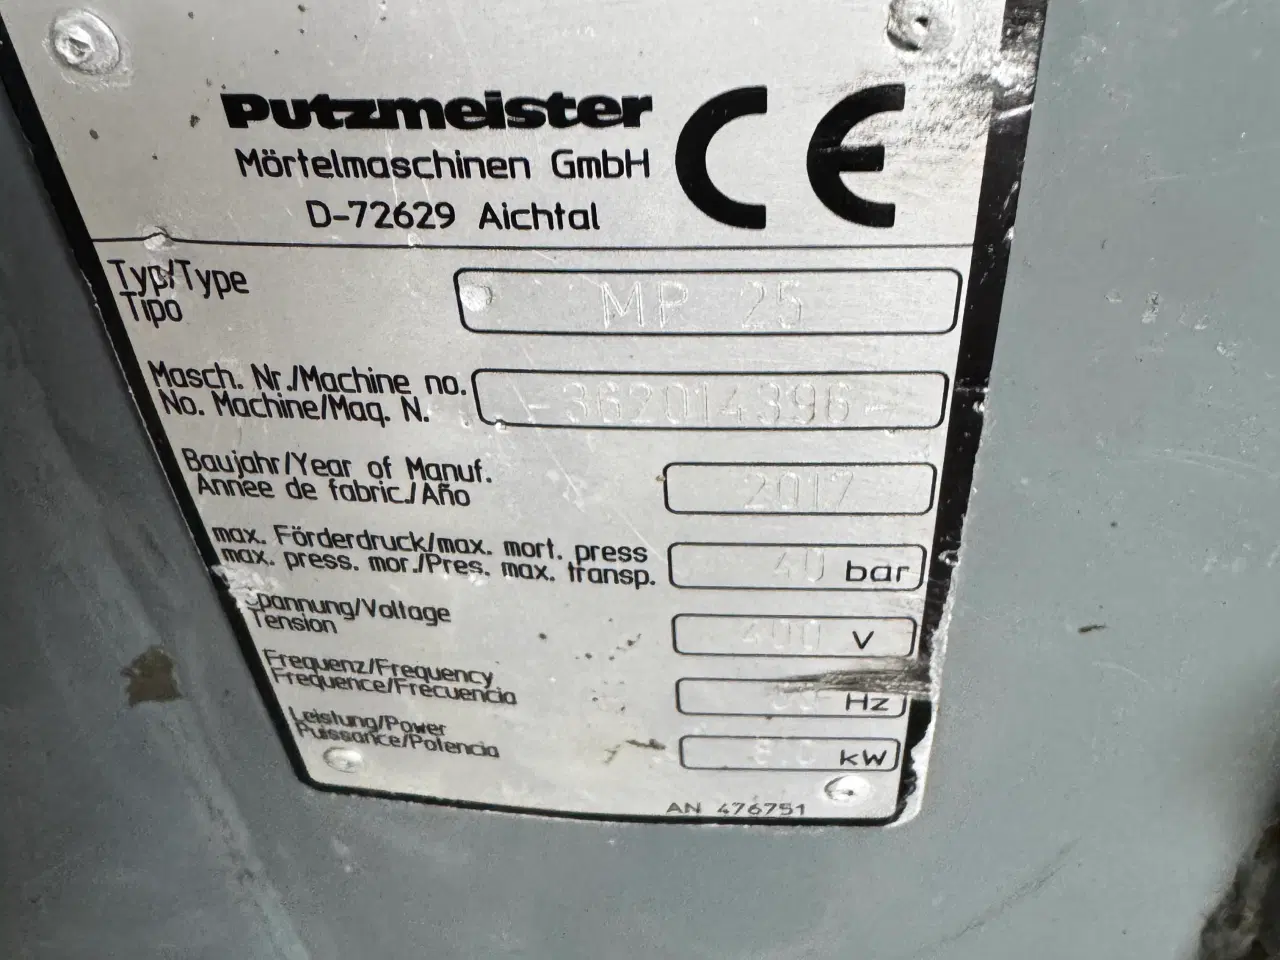 Putzmeister
Mörtelmaschinen GmbH
D-72629 Aichtal
CE
Typ/Type
Tipo
MP 25
Masch. Nr./Machine no.
No. Machine/Maq. N.
-362014396-
Baujahr/Year of Manuf.
Année de fabric./Año
2017
max. Förderdruck/max. mort. press
max. press. mor./Pres. max. transp.
40 bar
Spannung/Voltage
Tension
400 V
Frequenz/Frequency
Frequence/Frecuencia
Hz
Leistung/Power
Puissance/Potencia
kW
AN 476751